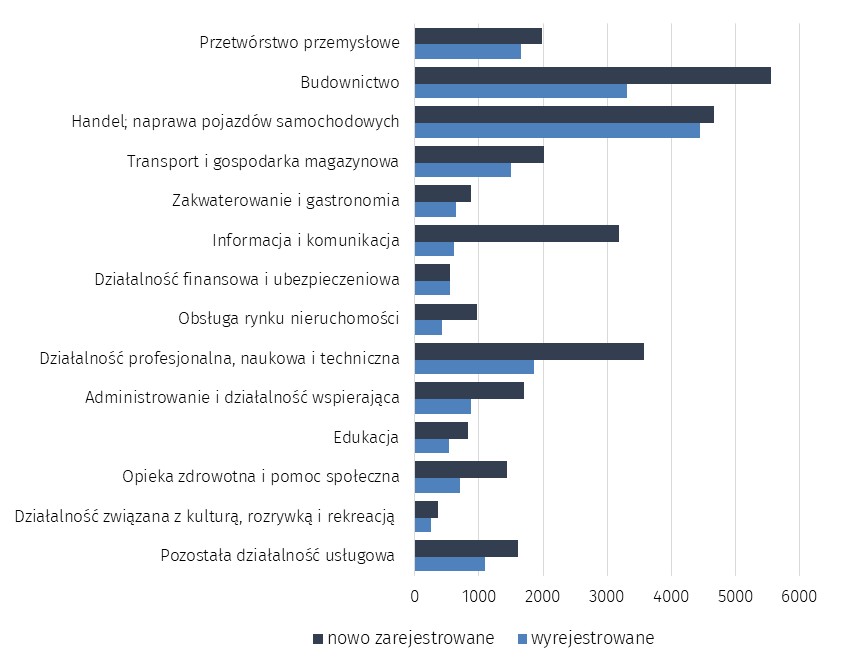 Przetwórstwo przemysłowe
Budownictwo
Handel; naprawa pojazdów samochodowych
Transport i gospodarka magazynowa
Zakwaterowanie i gastronomia
Informacja i komunikacja
Działalność finansowa i ubezpieczeniowa
Obsługa rynku nieruchomości
Działalność profesjonalna, naukowa i techniczna
Administrowanie i działalność wspierająca
Edukacja
Opieka zdrowotna i pomoc społeczna
Działalność związana z kulturą, rozrywką i rekreacją
Pozostała działalność usługowa
0 1000 2000 3000 4000 5000 6000
nowo zarejestrowane wyrejestrowane